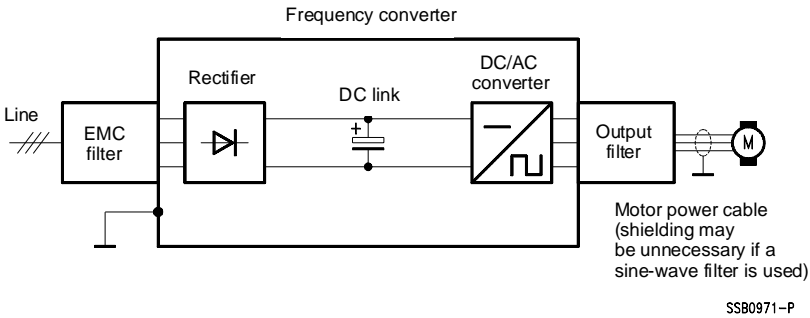 Frequency converter
Rectifier
DC link
DC/AC
converter
Line
EMC
filter
+
Output
filter
M
Motor power cable
(shielding may
be unnecessary if a
sine-wave filter is used)
SSB0971-P